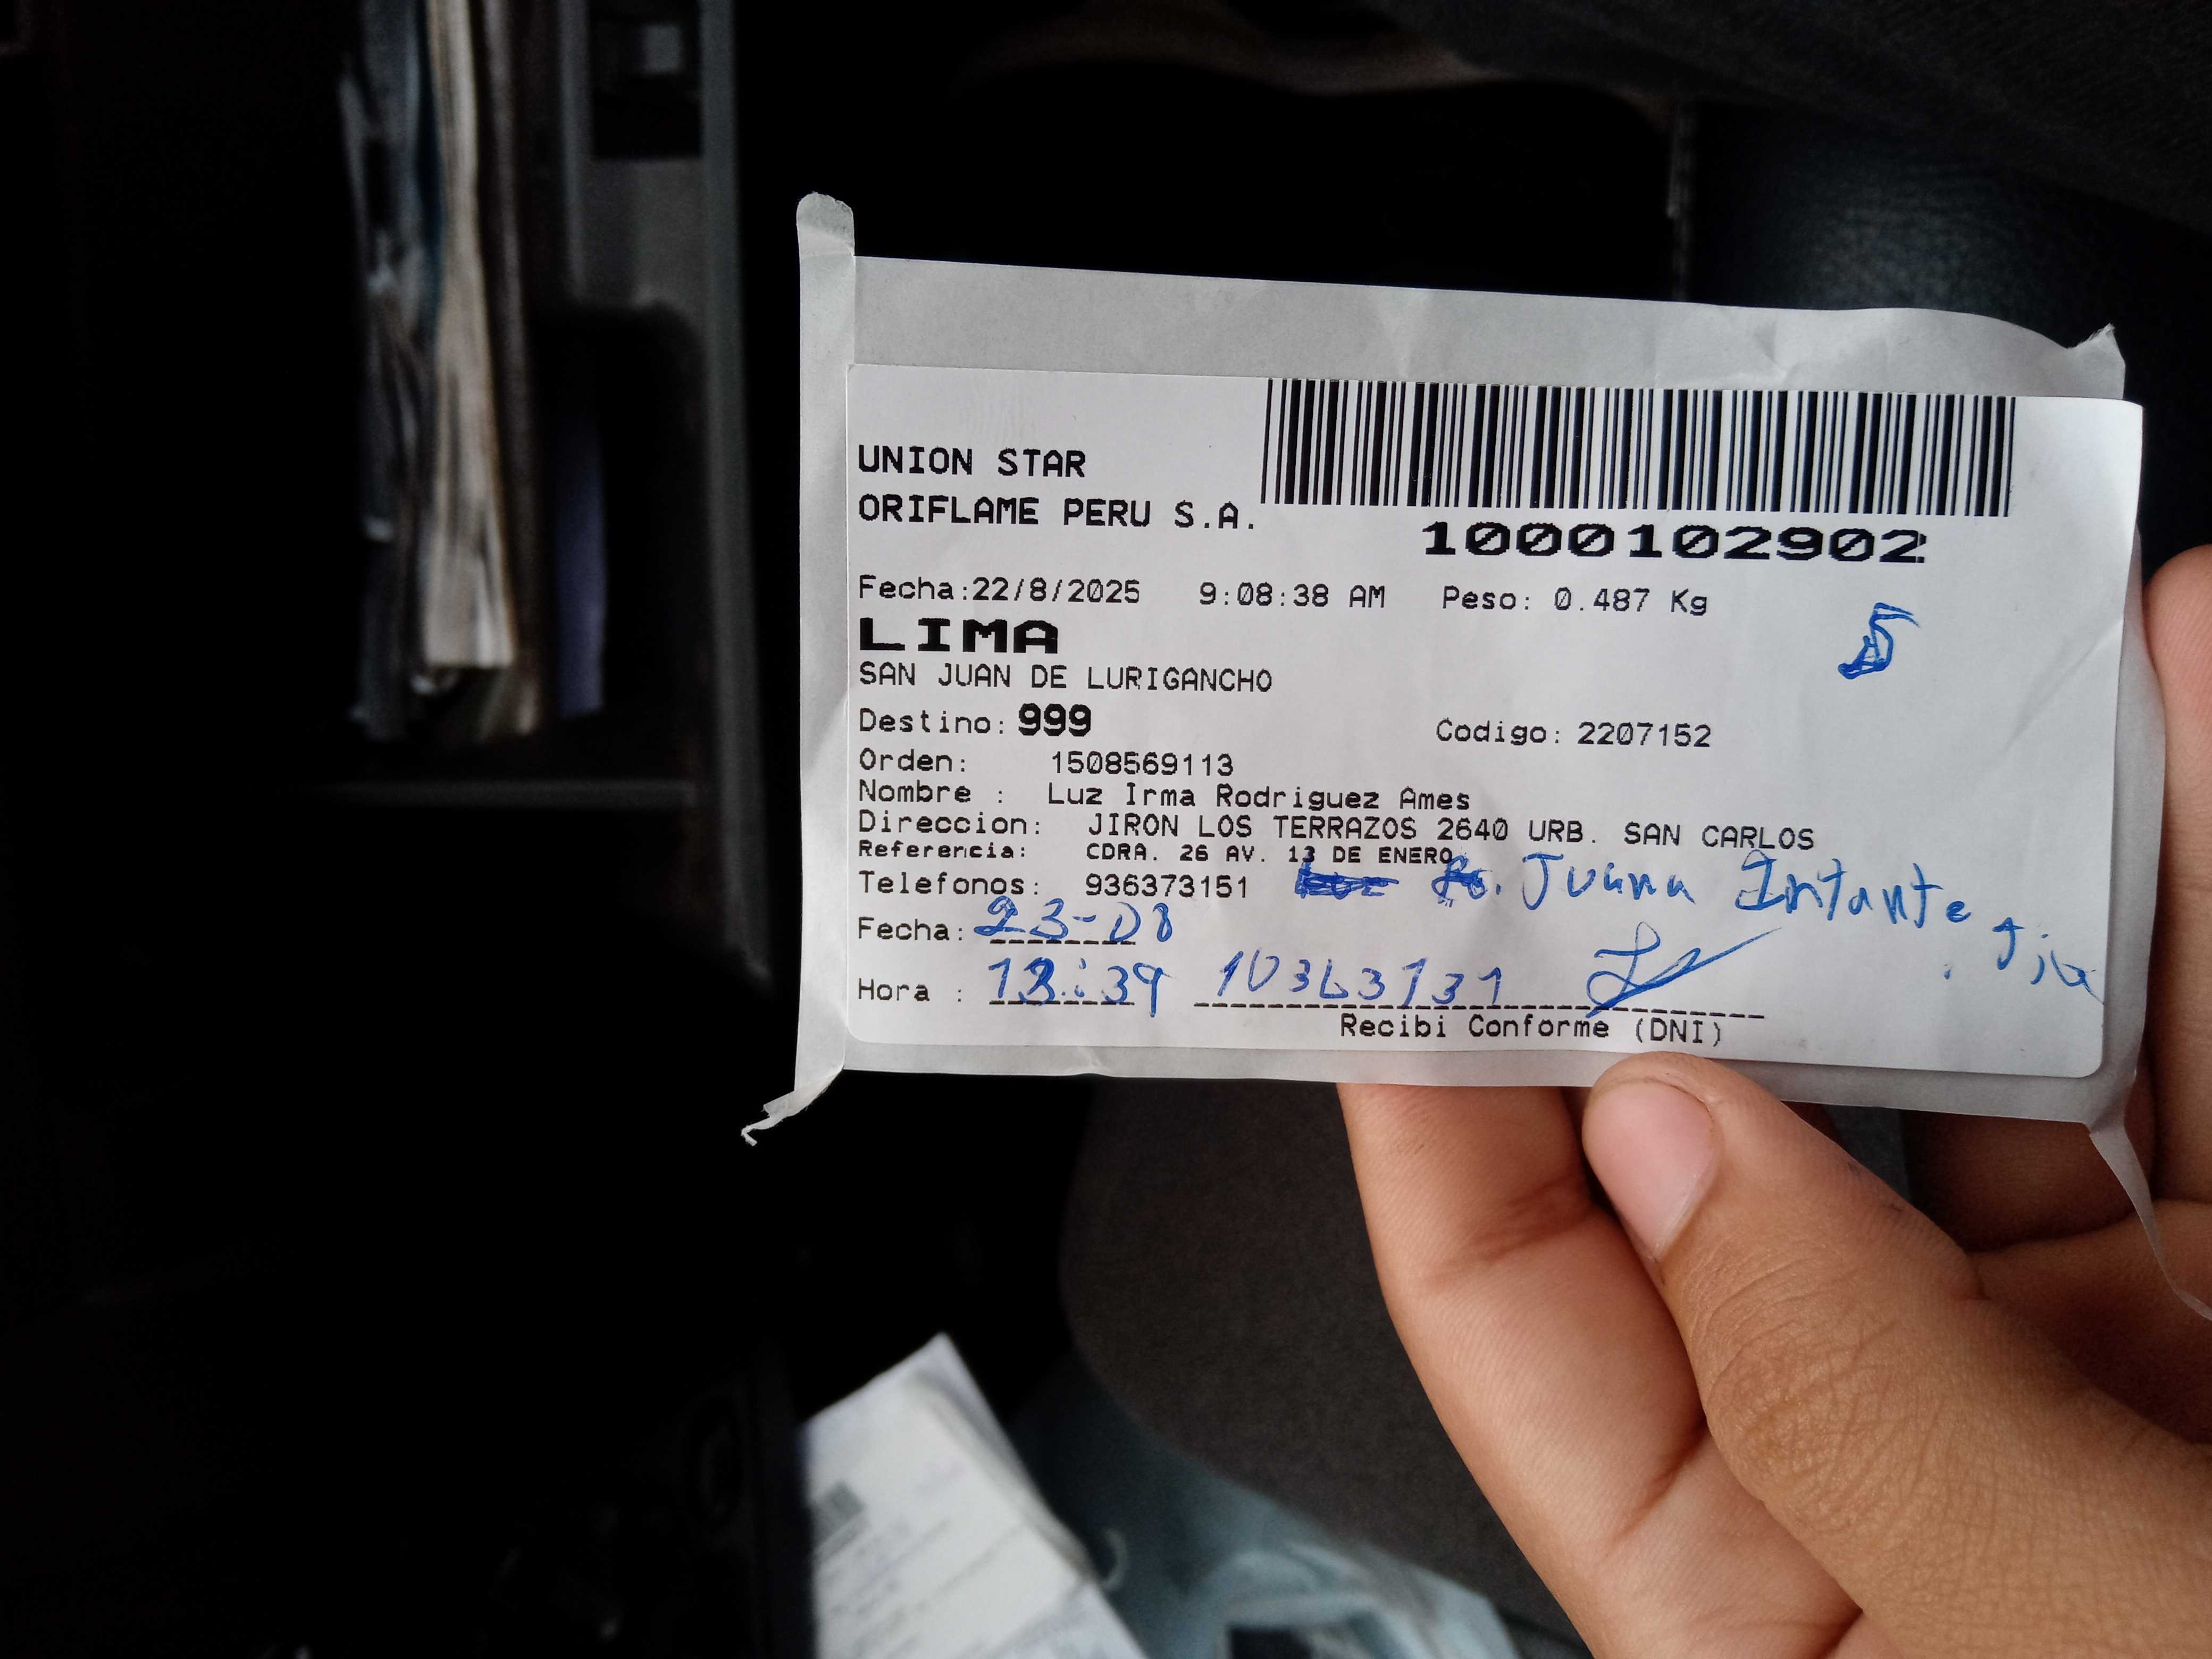 UNION STAR
ORIFLAME PERU S.A.
1000102902
Fecha:22/8/2025 9:08:38 AM Peso: 0.487 Kg
LIMA
5
SAN JUAN DE LURIGANCHO
Destino: 999 Codigo: 2207152
Orden: 1508569113
Nombre : Luz Irma Rodriguez Ames
Direccion: JIRON LOS TERRAZOS 2640 URB. SAN CARLOS
Referencia: CDRA. 26 AV. 13 DE ENERO
Telefonos: 936373151 Juana Infante
Fecha: 23-08
Hora : :39
Recibi Conforme (DNI)